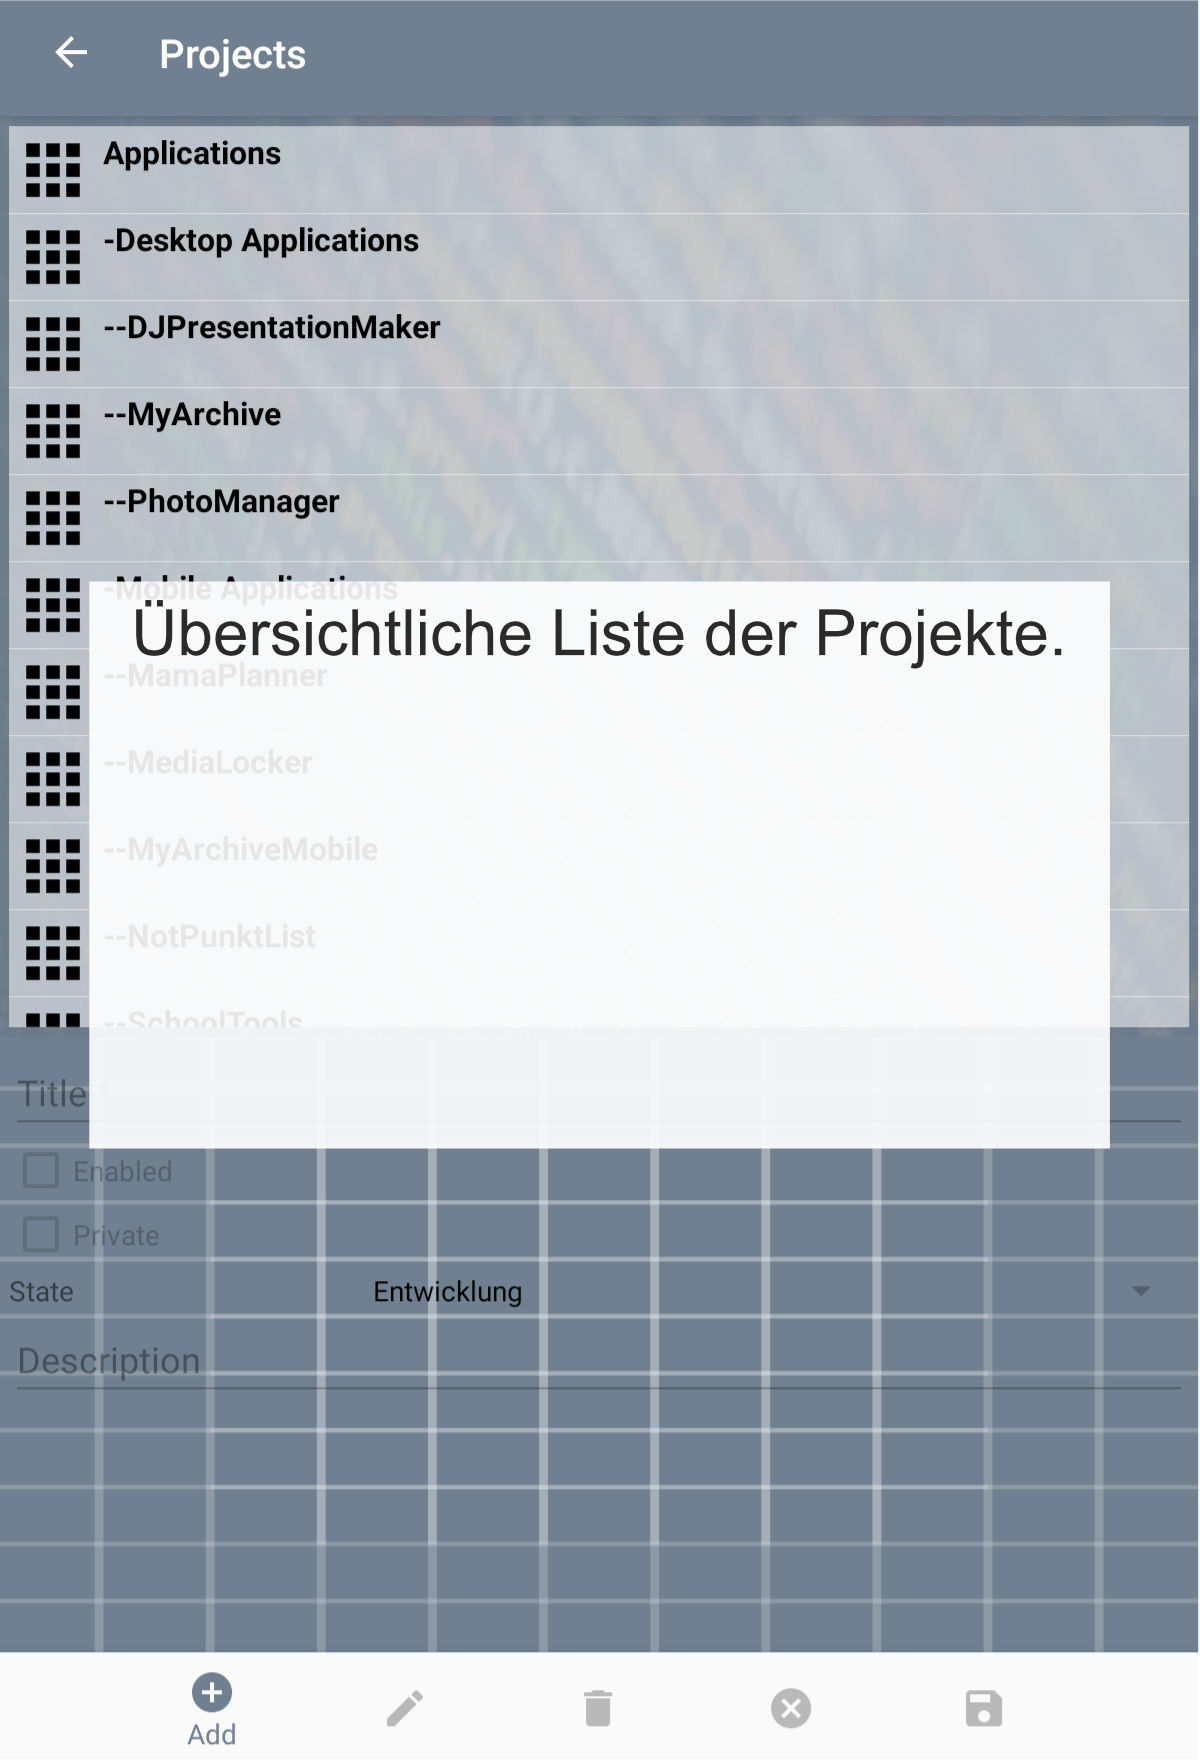 Projects
Applications
-Desktop Applications
--DJPresentationMaker
--MyArchive
--PhotoManager
-Mobile Applications
Übersichtliche Liste der Projekte.
--MamaPlanner
--MediaLocker
--MyArchiveMobile
--NotPunktList
--SchoolTools
Title *
Enabled
Private
State Entwicklung
Description
Add